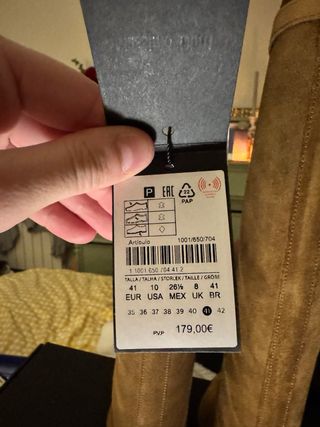 P EAC 22
PAP
Artículo 1001/650/704
1 1001 650 704 41 2
TALLA / TALHA / STORLEK / TAILLE / GRÖßE
41 10 26½ 8 41
EUR USA MEX UK BR
35 36 37 38 39 40 41 42
P.V.P 179,00€